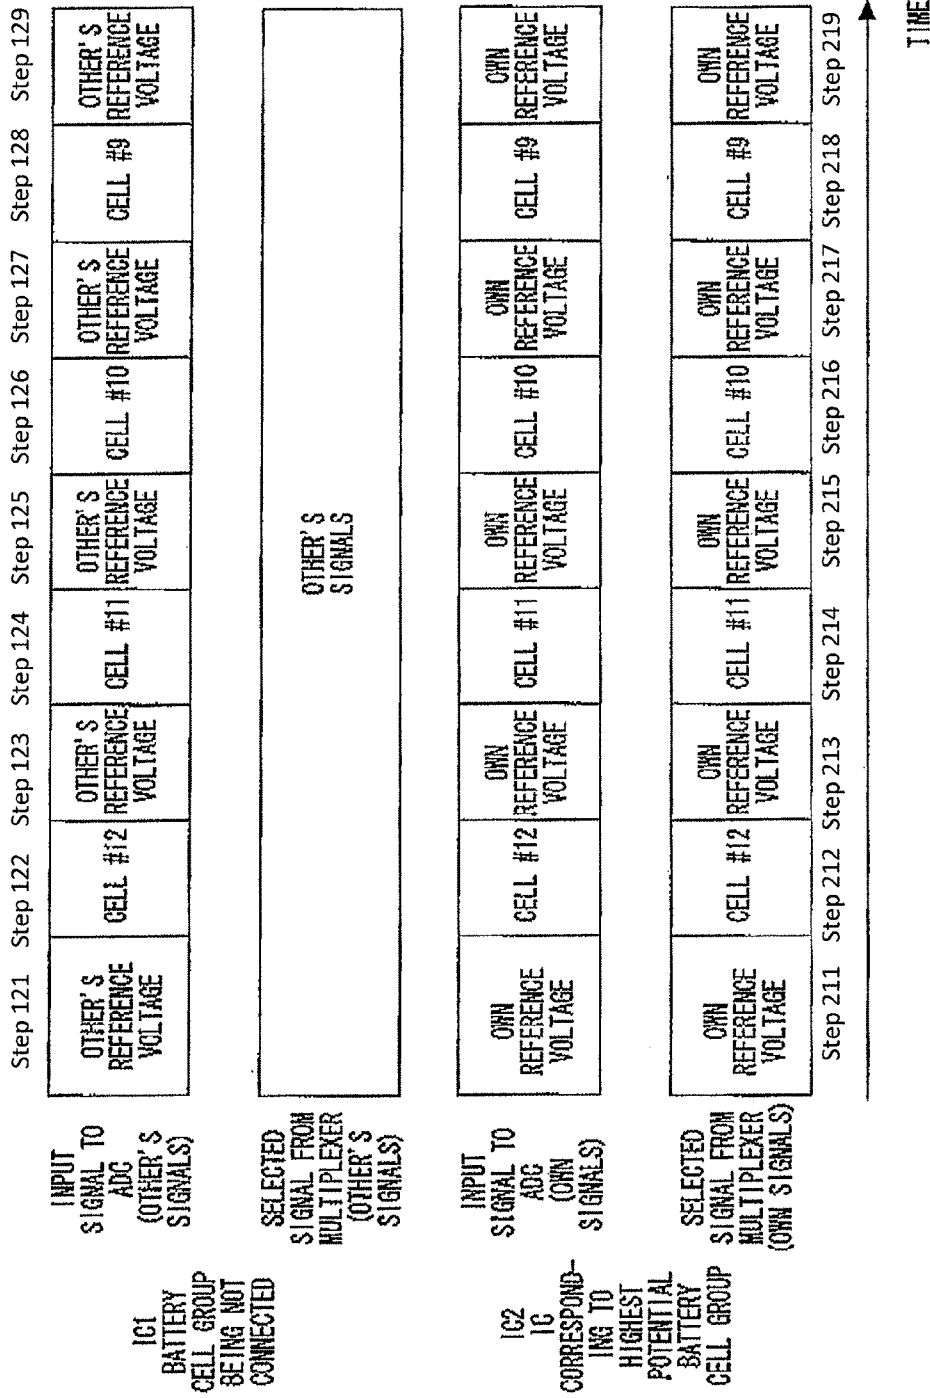 Step 121
Step 122
Step 123
Step 124
Step 125
Step 126
Step 127
Step 128
Step 129
IC1
BATTERY
CELL GROUP
BEING NOT
CONNECTED
INPUT
SIGNAL TO
ADC
(OTHER'S
SIGNALS)
OTHER'S
REFERENCE
VOLTAGE
CELL #12
OTHER'S
REFERENCE
VOLTAGE
CELL #11
OTHER'S
REFERENCE
VOLTAGE
CELL #10
OTHER'S
REFERENCE
VOLTAGE
CELL #9
OTHER'S
REFERENCE
VOLTAGE
SELECTED
SIGNAL FROM
MULTIPLEXER
(OTHER'S
SIGNALS)
OTHER'S
SIGNALS
IC2
IC
CORRESPOND-
ING TO
HIGHEST
POTENTIAL
BATTERY
CELL GROUP
INPUT
SIGNAL TO
ADC
(OWN
SIGNALS)
OWN
REFERENCE
VOLTAGE
CELL #12
OWN
REFERENCE
VOLTAGE
CELL #11
OWN
REFERENCE
VOLTAGE
CELL #10
OWN
REFERENCE
VOLTAGE
CELL #9
OWN
REFERENCE
VOLTAGE
SELECTED
SIGNAL FROM
MULTIPLEXER
(OWN SIGNALS)
OWN
REFERENCE
VOLTAGE
CELL #12
OWN
REFERENCE
VOLTAGE
CELL #11
OWN
REFERENCE
VOLTAGE
CELL #10
OWN
REFERENCE
VOLTAGE
CELL #9
OWN
REFERENCE
VOLTAGE
Step 211
Step 212
Step 213
Step 214
Step 215
Step 216
Step 217
Step 218
Step 219
TIME